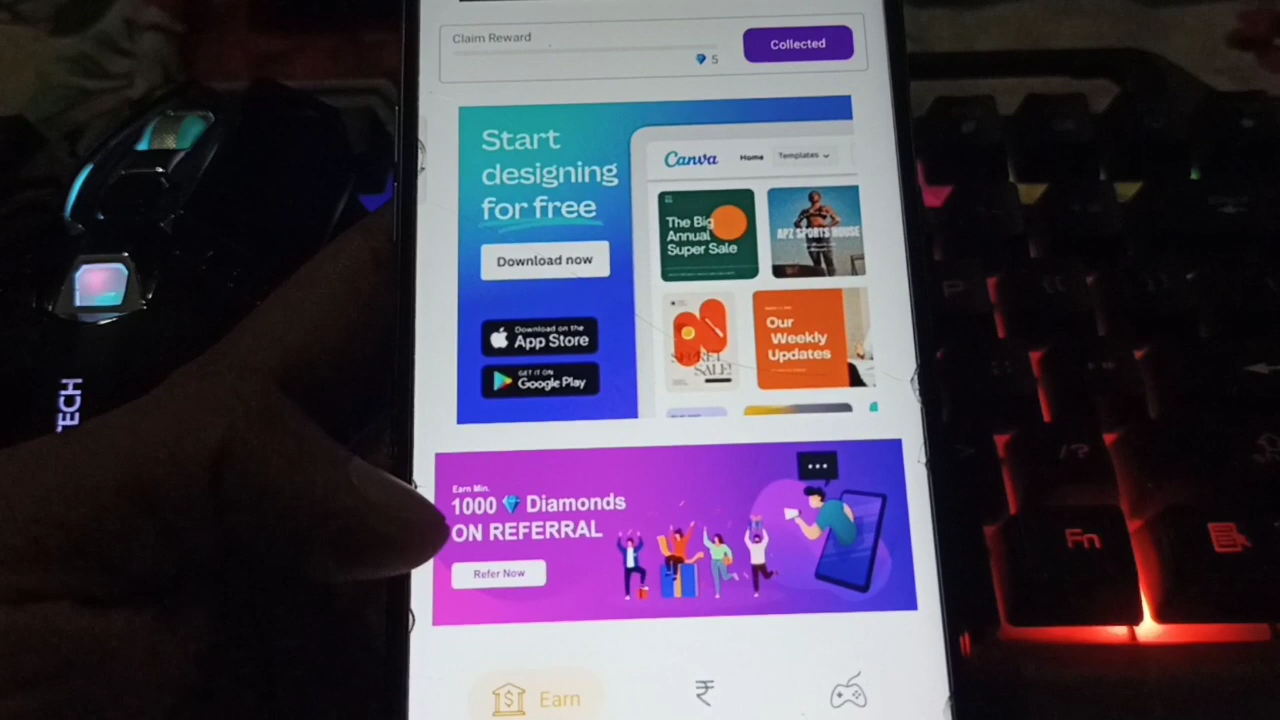 Claim Reward
5
Collected
Start
designing
for free
Download now
Download on the
App Store
GET IT ON
Google Play
Canva
Home
Templates
The Big
Annual
Super Sale
APZ SPORTS HOUSE
SECRET
SALE!
Our
Weekly
Updates
Earn Min.
1000 Diamonds
ON REFERRAL
Refer Now
Earn
₹
TECH
P
/?
Fn